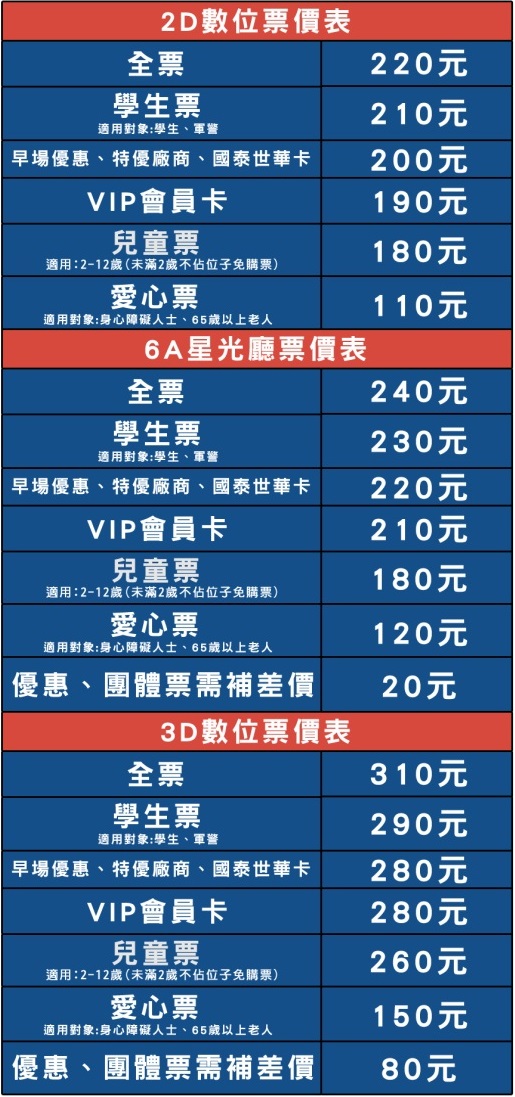 2D數位票價表
全票 220元
學生票 210元
適用對象:學生、軍警
早場優惠、特優廠商、國泰世華卡 200元
VIP會員卡 190元
兒童票 180元
適用:2-12歲(未滿2歲不佔位子免購票)
愛心票 110元
適用對象:身心障礙人士、65歲以上老人
6A星光廳票價表
全票 240元
學生票 230元
適用對象:學生、軍警
早場優惠、特優廠商、國泰世華卡 220元
VIP會員卡 210元
兒童票 180元
適用:2-12歲(未滿2歲不佔位子免購票)
愛心票 120元
適用對象:身心障礙人士、65歲以上老人
優惠、團體票需補差價 20元
3D數位票價表
全票 310元
學生票 290元
適用對象:學生、軍警
早場優惠、特優廠商、國泰世華卡 280元
VIP會員卡 280元
兒童票 260元
適用:2-12歲(未滿2歲不佔位子免購票)
愛心票 150元
適用對象:身心障礙人士、65歲以上老人
優惠、團體票需補差價 80元